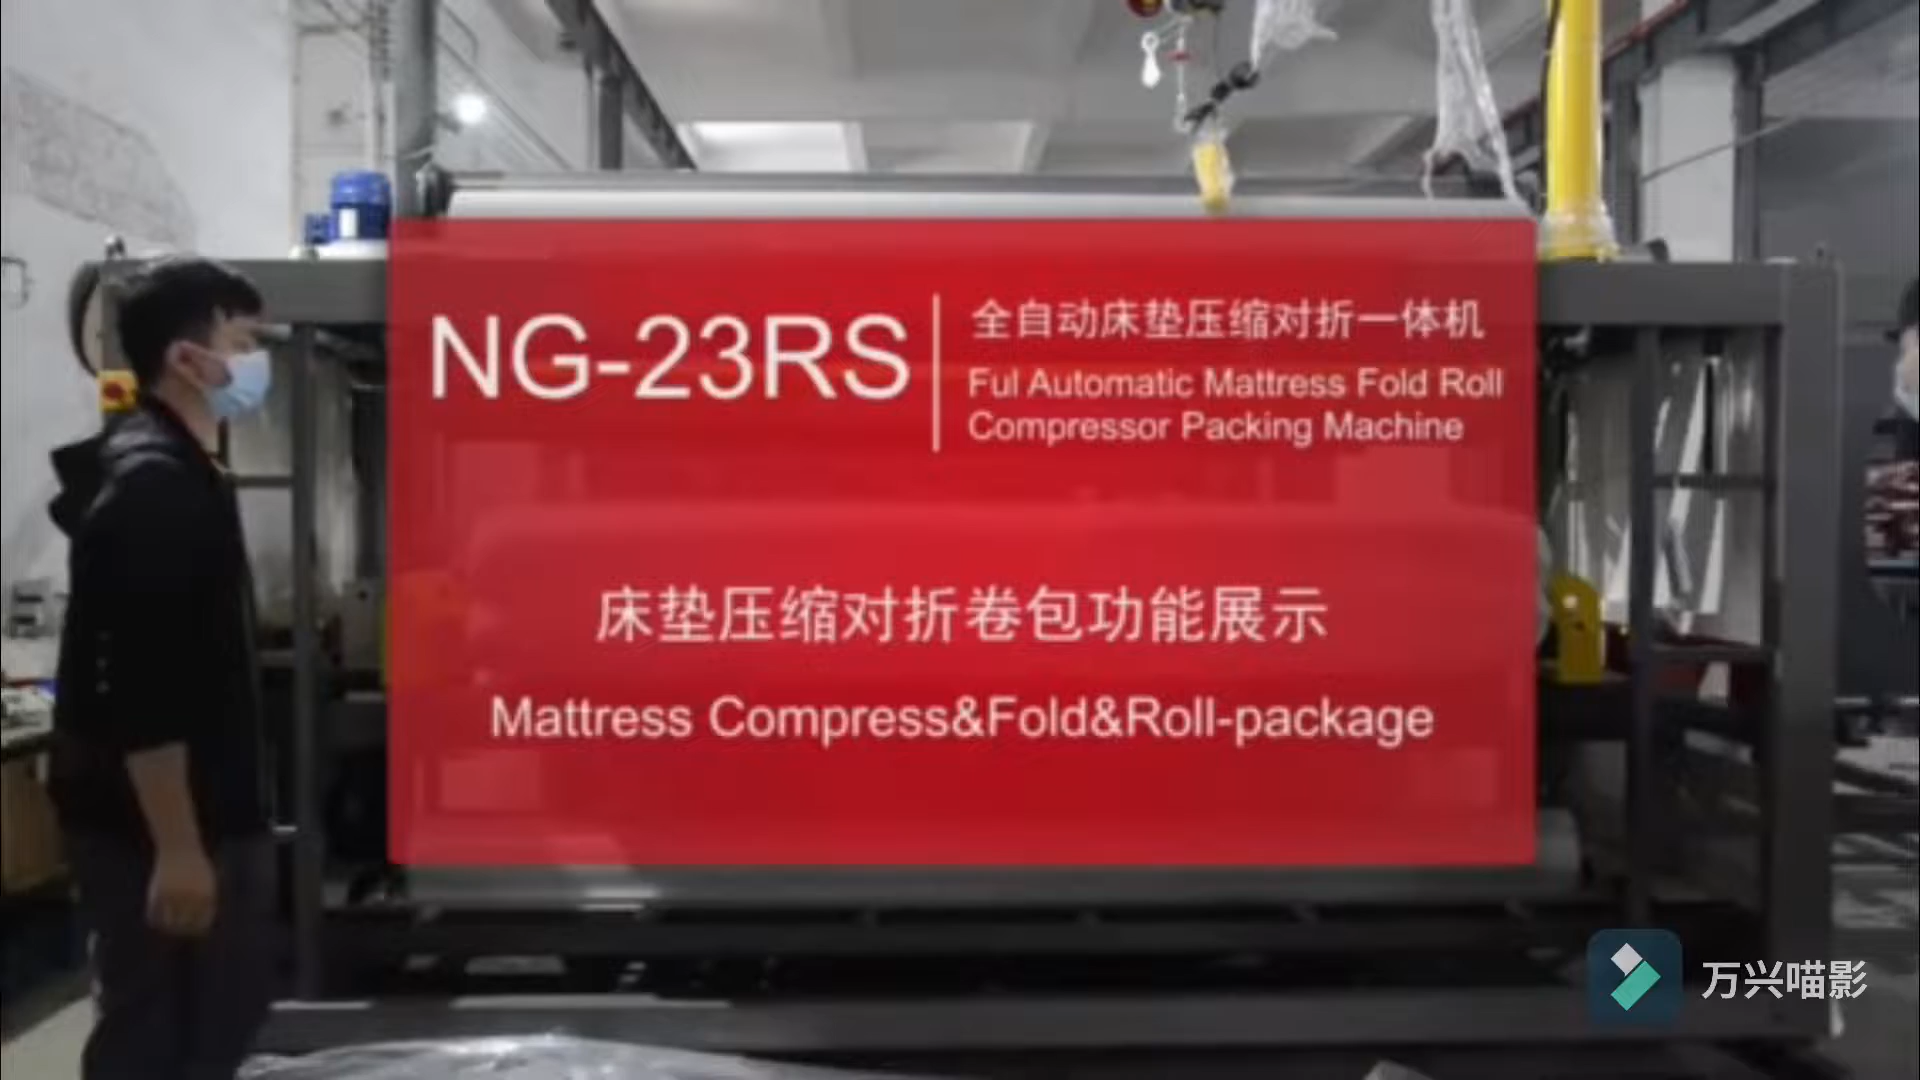 NG-23RS
全自动床垫压缩对折一体机
Ful Automatic Mattress Fold Roll
Compressor Packing Machine
床垫压缩对折卷包功能展示
Mattress Compress&Fold&Roll-package
万兴喵影